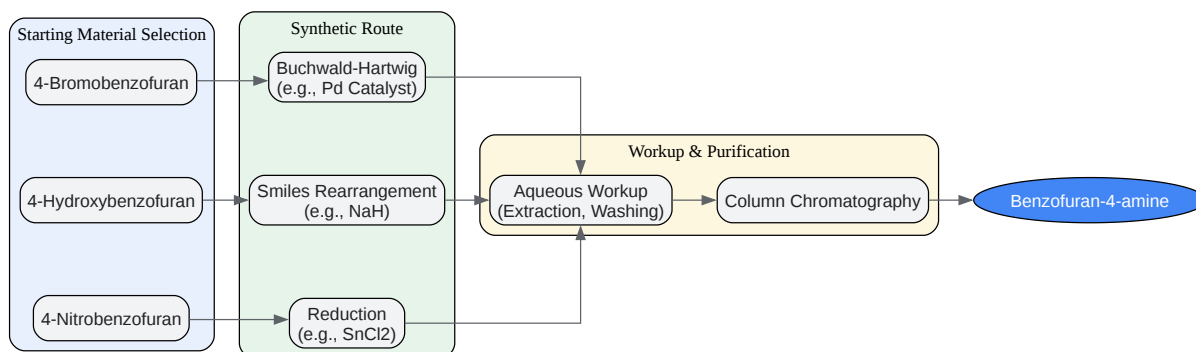 Starting Material Selection
Synthetic Route
4-Bromobenzofuran
Buchwald-Hartwig
(e.g., Pd Catalyst)
Workup & Purification
4-Hydroxybenzofuran
Smiles Rearrangement
(e.g., NaH)
Aqueous Workup
(Extraction, Washing)
Column Chromatography
Benzofuran-4-amine
4-Nitrobenzofuran
Reduction
(e.g., SnCl2)